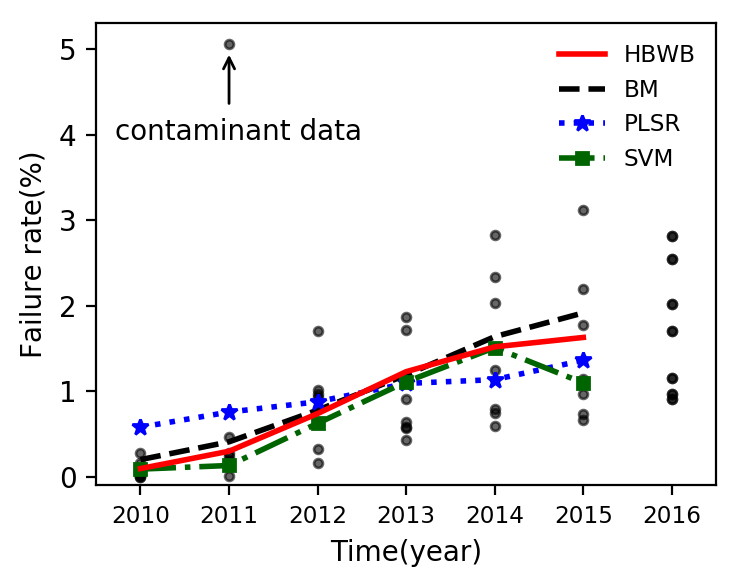 5
4
3
2
1
0
Failure rate(%)
contaminant data
HBWB
BM
PLSR
SVM
2010 2011 2012 2013 2014 2015 2016
Time(year)